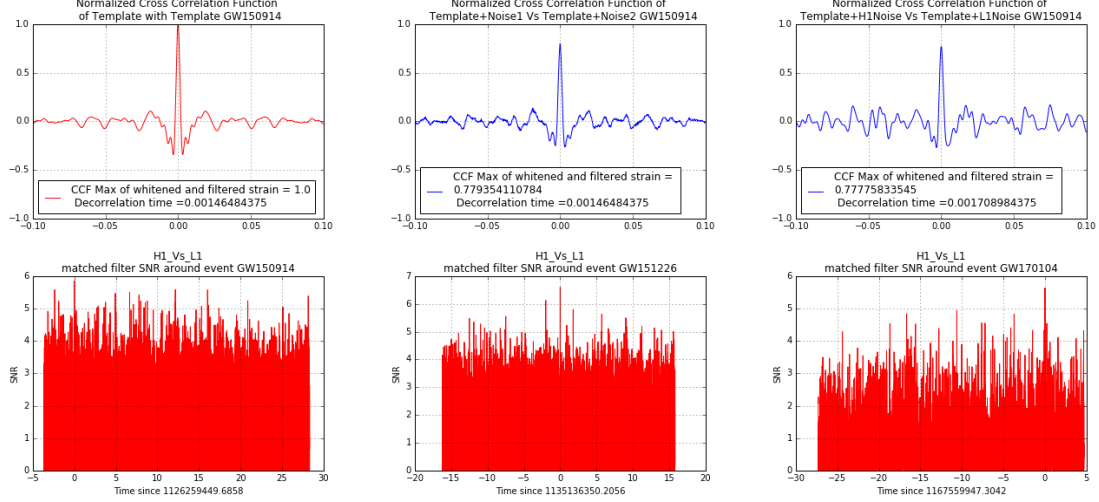 Normalized Cross Correlation Function
of Template with Template GW150914
1.0
0.5
0.0
−0.5
−1.0
CCF Max of whitened and filtered strain = 1.0
Decorrelation time =0.00146484375
−0.10 −0.05 0.00 0.05 0.10
Normalized Cross Correlation Function of
Template+Noise1 Vs Template+Noise2 GW150914
1.0
0.5
0.0
−0.5
−1.0
CCF Max of whitened and filtered strain =
0.779354110784
Decorrelation time =0.00146484375
−0.10 −0.05 0.00 0.05 0.10
Normalized Cross Correlation Function of
Template+H1Noise Vs Template+L1Noise GW150914
1.0
0.5
0.0
−0.5
−1.0
CCF Max of whitened and filtered strain =
0.77775833545
Decorrelation time =0.001708984375
−0.10 −0.05 0.00 0.05 0.10
H1_Vs_L1
matched filter SNR around event GW150914
SNR
6
5
4
3
2
1
0
−5 0 5 10 15 20 25 30
Time since 1126259449.6858
H1_Vs_L1
matched filter SNR around event GW151226
SNR
7
6
5
4
3
2
1
0
−20 −15 −10 −5 0 5 10 15 20
Time since 1135136350.2056
H1_Vs_L1
matched filter SNR around event GW170104
SNR
6
5
4
3
2
1
0
−30 −25 −20 −15 −10 −5 0 5
Time since 1167559947.3042